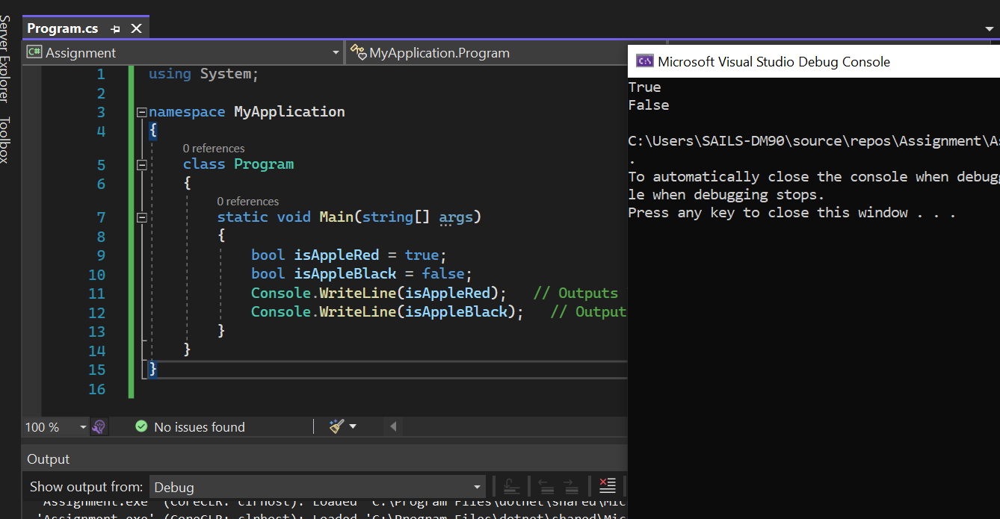 Server Explorer
Toolbox
Program.cs
C# Assignment
MyApplication.Program
1 using System;
2
3 namespace MyApplication
4 {
0 references
5 class Program
6 {
0 references
7 static void Main(string[] args)
8 {
9 bool isAppleRed = true;
10 bool isAppleBlack = false;
11 Console.WriteLine(isAppleRed); // Outputs
12 Console.WriteLine(isAppleBlack); // Output
13 }
14 }
15 }
16
100 %
No issues found
Output
Show output from: Debug
'Assignment.exe' (CoreCLR: clrhost): Loaded 'C:\Program Files\dotnet\shared\Mic
'Assignment.exe' (CoreCLR: clrhost): Loaded 'C:\Program Files\dotnet\shared\Mic
C:\ Microsoft Visual Studio Debug Console
True
False
C:\Users\SAILS-DM90\source\repos\Assignment\As
.
To automatically close the console when debugg
le when debugging stops.
Press any key to close this window . . .